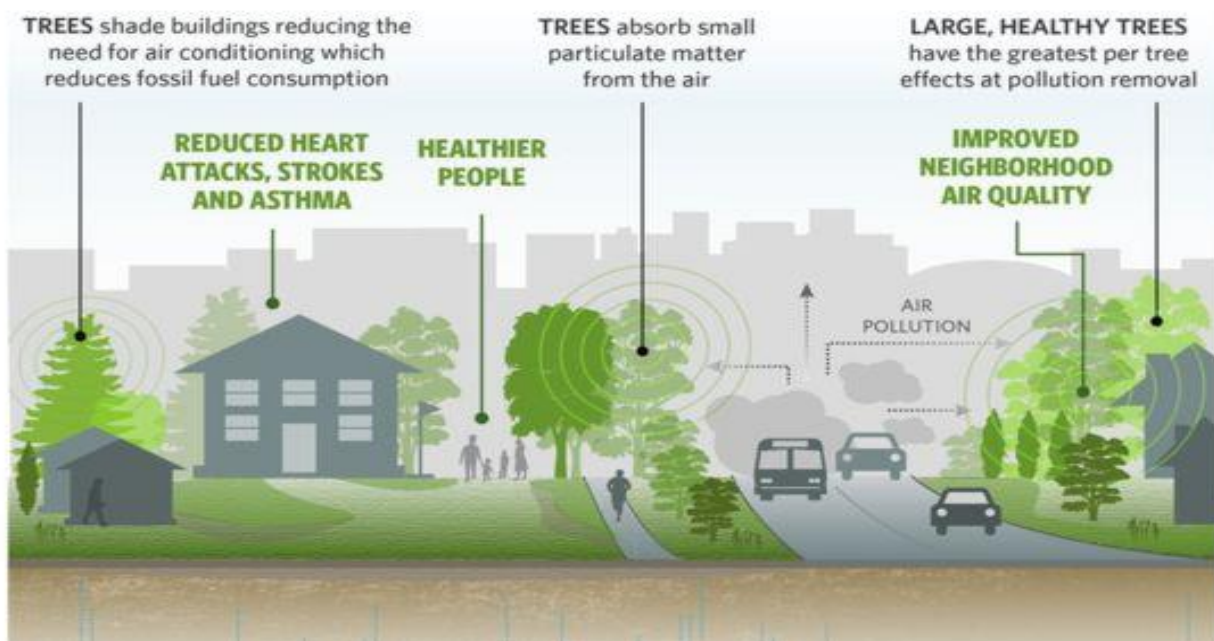 TREES shade buildings reducing the
need for air conditioning which
reduces fossil fuel consumption
TREES absorb small
particulate matter
from the air
LARGE, HEALTHY TREES
have the greatest per tree
effects at pollution removal
REDUCED HEART
ATTACKS, STROKES
AND ASTHMA
HEALTHIER
PEOPLE
IMPROVED
NEIGHBORHOOD
AIR QUALITY
AIR
POLLUTION